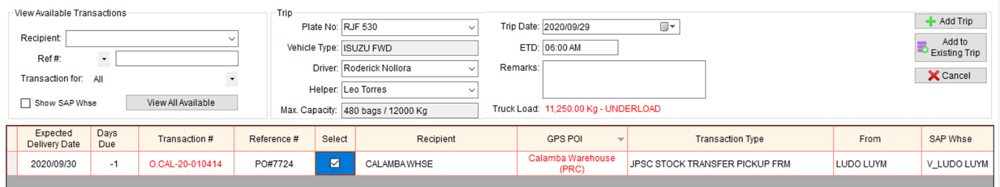 View Available Transactions
Recipient:
Ref #:
Transaction for: All
Show SAP Whse
View All Available
Trip
Plate No: RJF 530
Vehicle Type: ISUZU FWD
Driver: Roderick Nollora
Helper: Leo Torres
Max. Capacity: 480 bags / 12000 Kg
Trip Date: 2020/09/29
ETD: 06:00 AM
Remarks:
Truck Load: 11,250.00 Kg - UNDERLOAD
Add Trip
Add to
Existing Trip
Cancel
Expected
Delivery Date
Days
Due
Transaction #
Reference #
Select
Recipient
GPS POI
Transaction Type
From
SAP Whse
2020/09/30
-1
O.CAL-20-010414
PO#7724
CALAMBA WHSE
Calamba Warehouse
(PRC)
JPSC STOCK TRANSFER PICKUP FRM
LUDO LUYM
V_LUDO LUYM